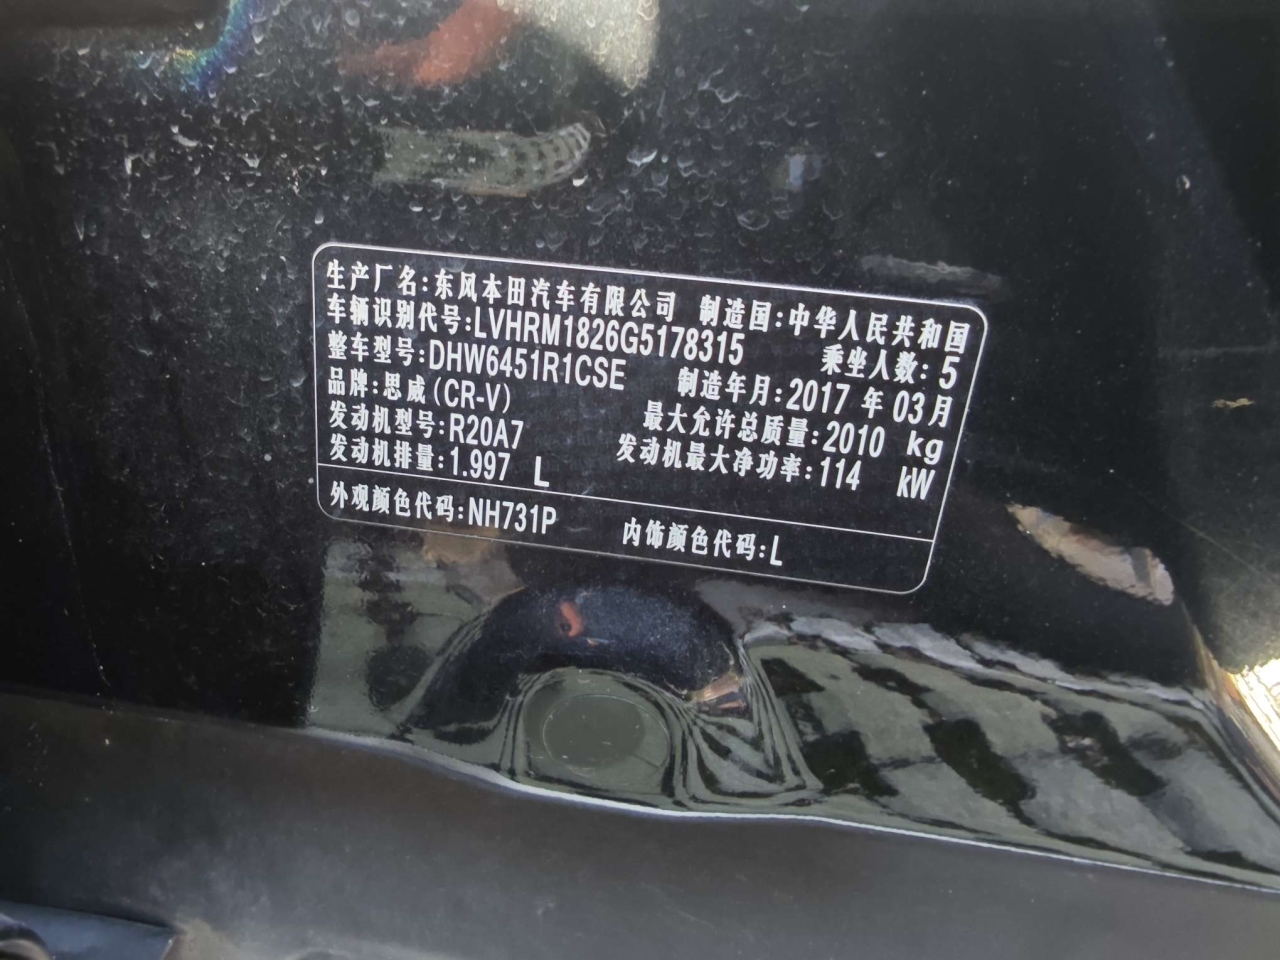 生产厂名:东风本田汽车有限公司 制造国:中华人民共和国
车辆识别代号:LVHRM1826G5178315 乘坐人数:5
整车型号:DHW6451R1CSE 制造年月:2017 年 03 月
品牌:思威(CR-V) 最大允许总质量:2010 kg
发动机型号:R20A7 发动机最大净功率:114 kW
发动机排量:1.997 L
外观颜色代码:NH731P 内饰颜色代码:L